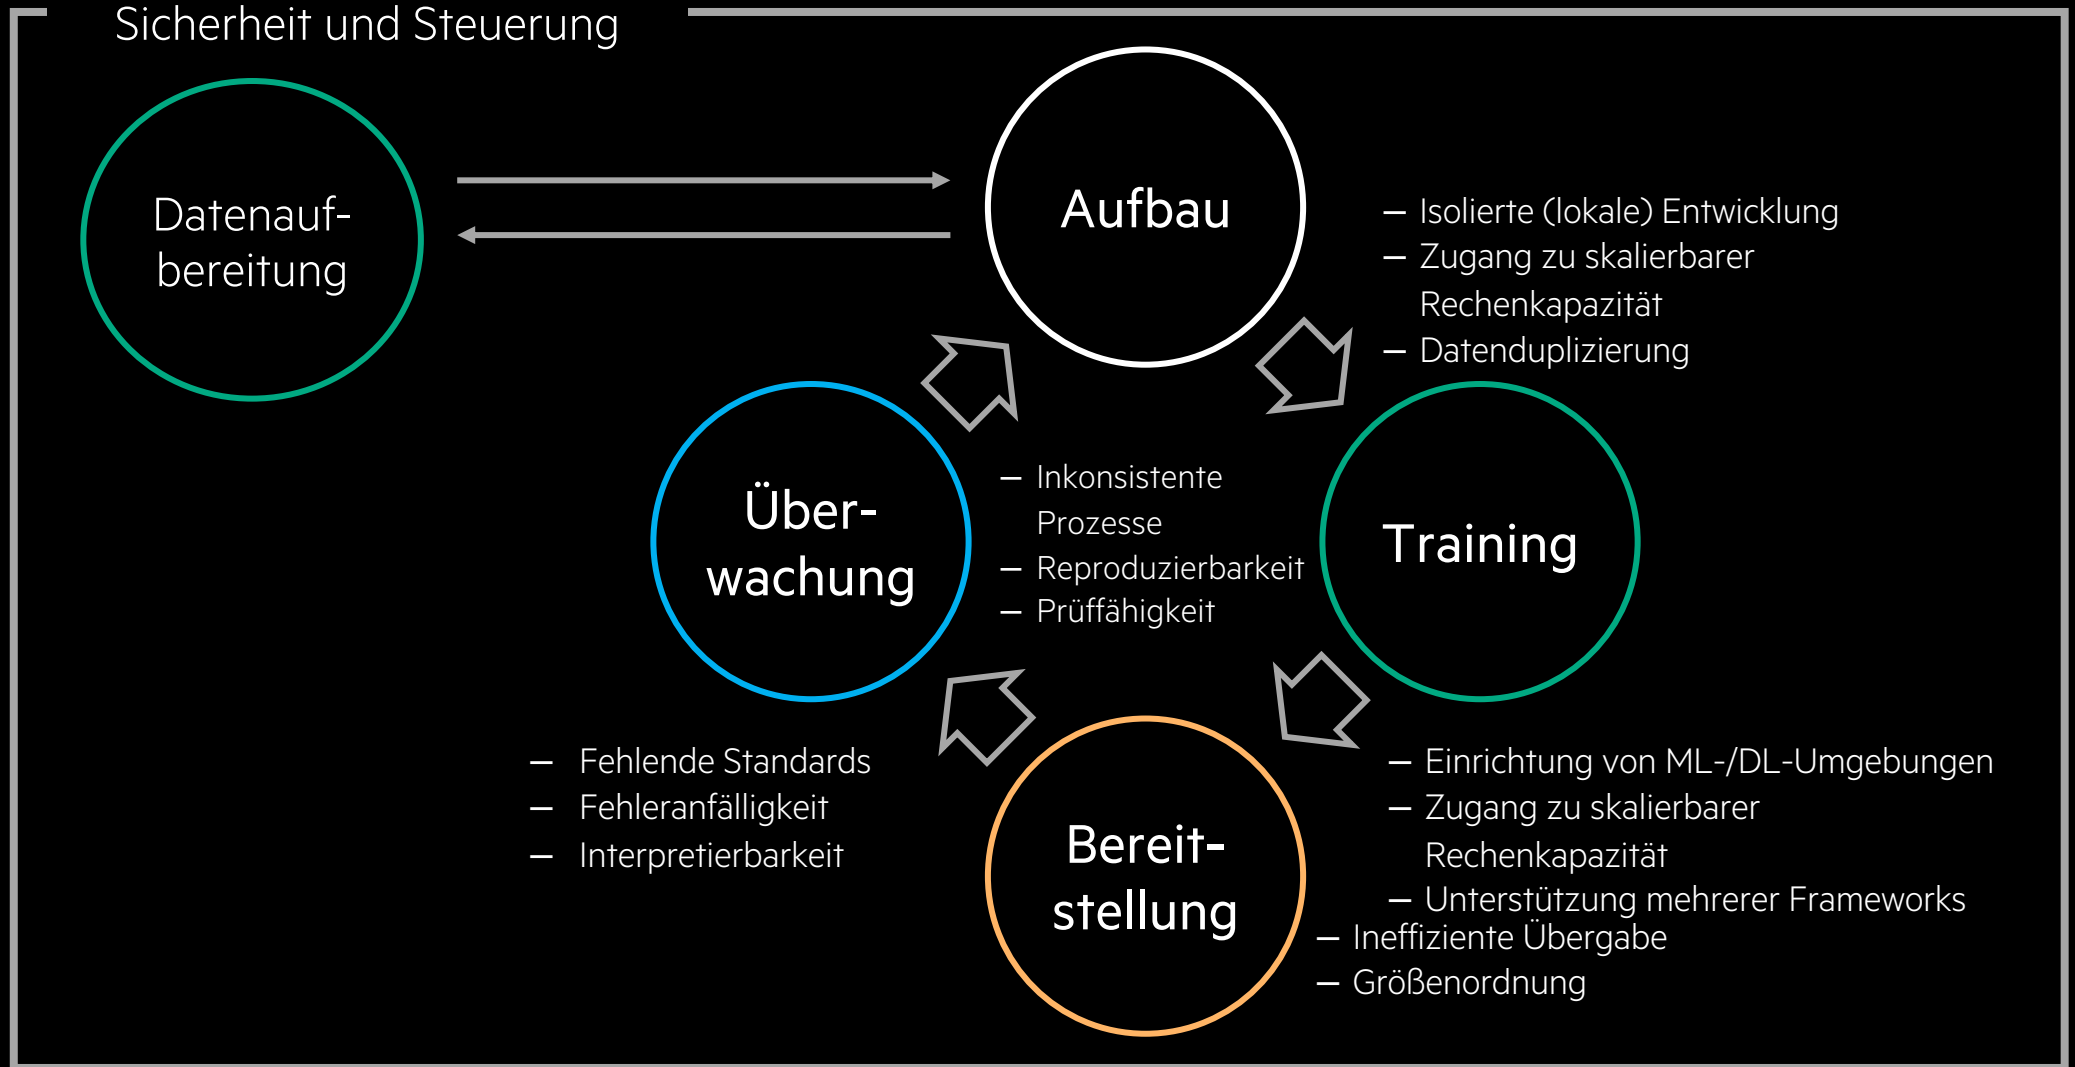 Sicherheit und Steuerung
Datenauf-
bereitung
Aufbau
– Isolierte (lokale) Entwicklung
– Zugang zu skalierbarer
Rechenkapazität
– Datenduplizierung
Über-
wachung
– Inkonsistente
Prozesse
– Reproduzierbarkeit
– Prüffähigkeit
Training
– Fehlende Standards
– Fehleranfälligkeit
– Interpretierbarkeit
Bereit-
stellung
– Einrichtung von ML-/DL-Umgebungen
– Zugang zu skalierbarer
Rechenkapazität
– Unterstützung mehrerer Frameworks
– Ineffiziente Übergabe
– Größenordnung